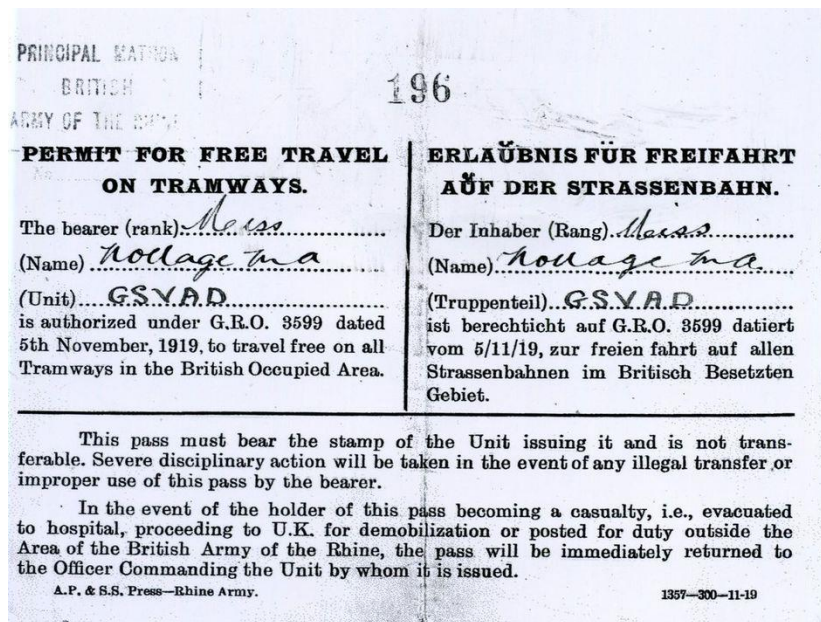 PRINCIPAL MATRON
BRITISH
ARMY OF THE RHINE
196
PERMIT FOR FREE TRAVEL
ON TRAMWAYS.
The bearer (rank) Miss
(Name) Nollage M A
(Unit) GSVAD
is authorized under G.R.O. 3599 dated
5th November, 1919, to travel free on all
Tramways in the British Occupied Area.
ERLAŬBNIS FÜR FREIFAHRT
AŬF DER STRASSENBAHN.
Der Inhaber (Rang) Miss
(Name) Nollage M A.
(Truppenteil) GSVAD
ist berechticht auf G.R.O. 3599 datiert
vom 5/11/19, zur freien fahrt auf allen
Strassenbahnen im Britisch Besetzten
Gebiet.
This pass must bear the stamp of the Unit issuing it and is not trans-
ferable. Severe disciplinary action will be taken in the event of any illegal transfer or
improper use of this pass by the bearer.
In the event of the holder of this pass becoming a casualty, i.e., evacuated
to hospital, proceeding to U.K. for demobilization or posted for duty outside the
Area of the British Army of the Rhine, the pass will be immediately returned to
the Officer Commanding the Unit by whom it is issued.
A.P. & S.S. Press—Rhine Army.
1357—300—11-19